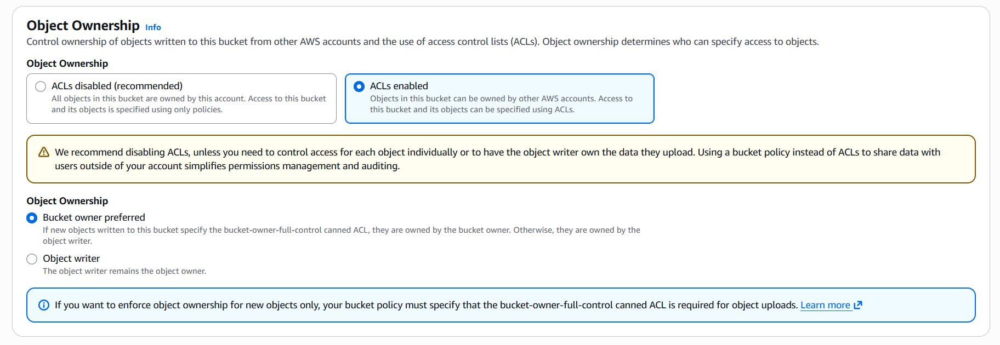 Object Ownership Info
Control ownership of objects written to this bucket from other AWS accounts and the use of access control lists (ACLs). Object ownership determines who can specify access to objects.
Object Ownership
ACLs disabled (recommended)
All objects in this bucket are owned by this account. Access to this bucket
and its objects is specified using only policies.
ACLs enabled
Objects in this bucket can be owned by other AWS accounts. Access to
this bucket and its objects can be specified using ACLs.
We recommend disabling ACLs, unless you need to control access for each object individually or to have the object writer own the data they upload. Using a bucket policy instead of ACLs to share data with
users outside of your account simplifies permissions management and auditing.
Object Ownership
Bucket owner preferred
If new objects written to this bucket specify the bucket-owner-full-control canned ACL, they are owned by the bucket owner. Otherwise, they are owned by the
object writer.
Object writer
The object writer remains the object owner.
If you want to enforce object ownership for new objects only, your bucket policy must specify that the bucket-owner-full-control canned ACL is required for object uploads. Learn more